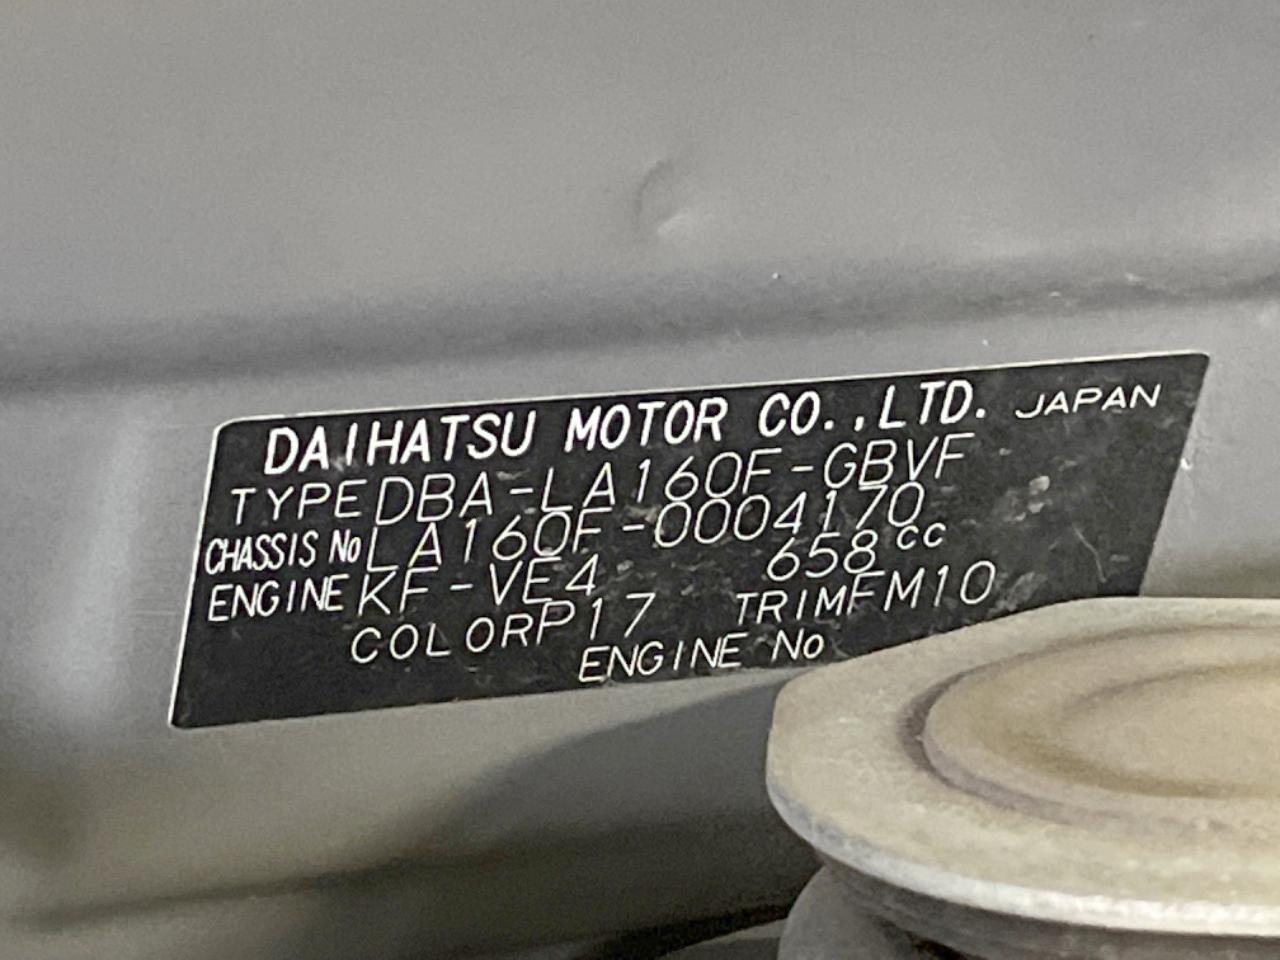 DAIHATSU MOTOR CO.,LTD. JAPAN
TYPE DBA-LA160F-GBVF
CHASSIS No LA160F-0004170
ENGINE KF-VE4 658cc
COLOR P17 TRIM FM10
ENGINE No